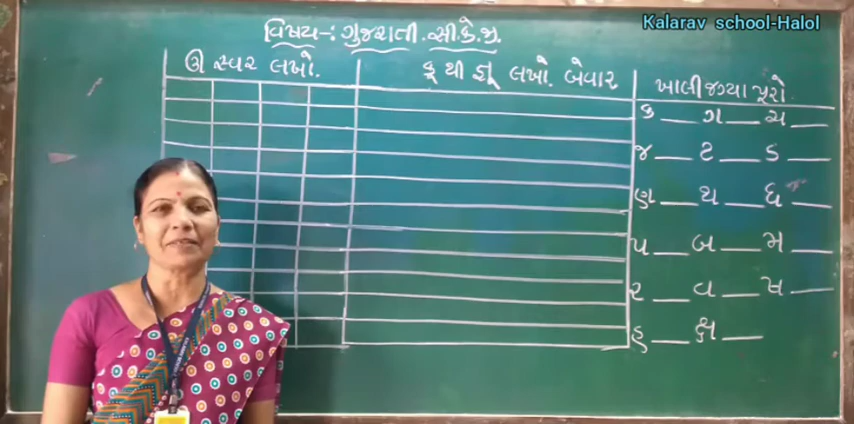 Kalarav school-Halol
વિષય-: ગુજરાતી. સી.કે.જી.
ઊ સ્વર લખો.
કૂ થી જ્ઞૂ લખો. બેવાર
ખાલી જગ્યા પૂરો.
ક __ ગ __ ચ __
જ __ ટ __ ડ __
ણ __ થ __ ધ __
પ __ બ __ મ __
ર __ વ __ ખ __
હ __ ક્ષ __